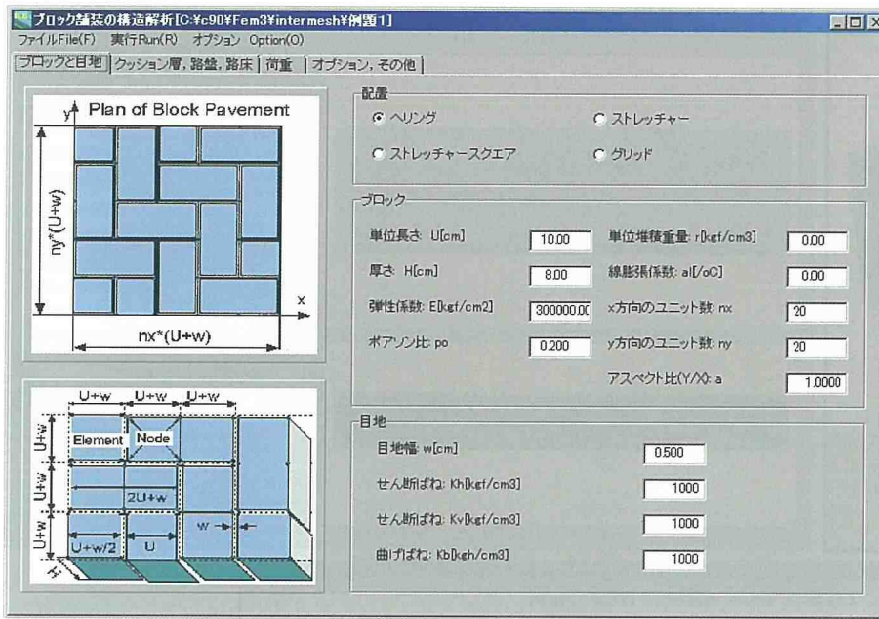 ブロック舗装の構造解析[C:¥c90¥Fem3¥intermesh¥例題1]
ファイルFile(F) 実行Run(R) オプション Option(O)
ブロックと目地 クッション層,路盤,路床 荷重 オプション,その他
y Plan of Block Pavement
ny*(U+w)
x
nx*(U+w)
U+w U+w U+w
U+w
Element Node
U+w
2U+w
U+w
w
U+w/2 U
H
配置
ヘリング ストレッチャー
ストレッチャースクエア グリッド
ブロック
単位長さ: U[cm] 10.00 単位堆積重量: r[kgf/cm3] 0.00
厚さ: H[cm] 8.00 線膨張係数: al[/oC] 0.00
弾性係数: E[kgf/cm2] 300000.00 x方向のユニット数: nx 20
ポアソン比: po 0.200 y方向のユニット数: ny 20
アスペクト比(Y/X): a 1.0000
目地
目地幅: w[cm] 0.500
せん断ばね: Kh[kgf/cm3] 1000
せん断ばね: Kv[kgf/cm3] 1000
曲げばね: Kb[kgh/cm3] 1000